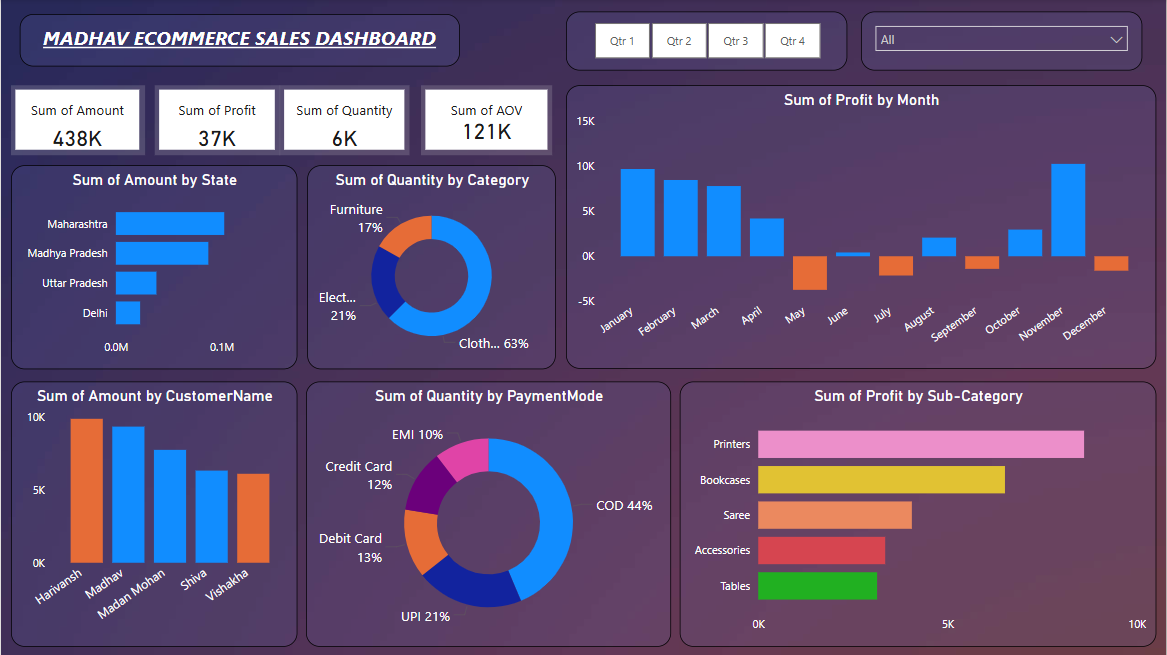 MADHAV ECOMMERCE SALES DASHBOARD
Qtr 1
Qtr 2
Qtr 3
Qtr 4
All
Sum of Amount
438K
Sum of Profit
37K
Sum of Quantity
6K
Sum of AOV
121K
Sum of Profit by Month
15K
10K
5K
0K
-5K
January
February
March
April
May
June
July
August
September
October
November
December
Sum of Amount by State
Maharashtra
Madhya Pradesh
Uttar Pradesh
Delhi
0.0M
0.1M
Sum of Quantity by Category
Furniture
17%
Elect...
21%
Cloth... 63%
Sum of Amount by CustomerName
10K
5K
0K
Harivansh
Madhav
Madan Mohan
Shiva
Vishakha
Sum of Quantity by PaymentMode
EMI 10%
Credit Card
12%
Debit Card
13%
UPI 21%
COD 44%
Sum of Profit by Sub-Category
Printers
Bookcases
Saree
Accessories
Tables
0K
5K
10K